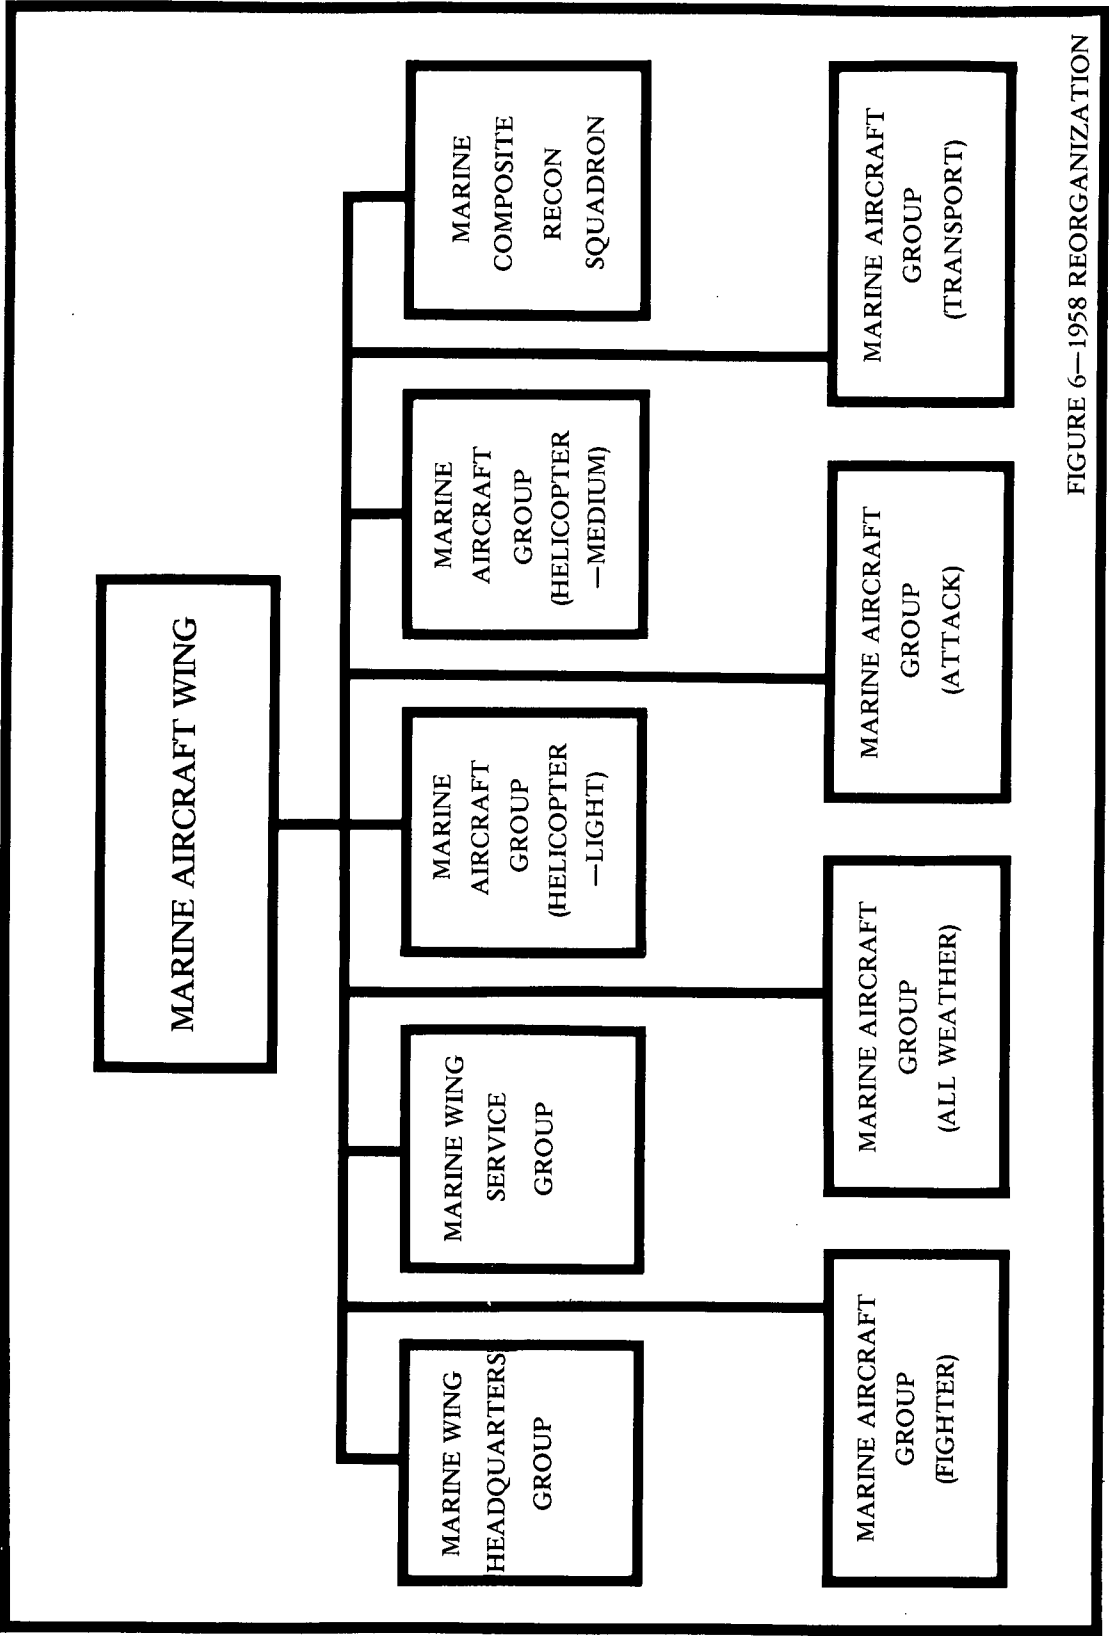 MARINE AIRCRAFT WING
MARINE WING
HEADQUARTERS
GROUP
MARINE WING
SERVICE
GROUP
MARINE
AIRCRAFT
GROUP
(HELICOPTER
—LIGHT)
MARINE
AIRCRAFT
GROUP
(HELICOPTER
—MEDIUM)
MARINE
COMPOSITE
RECON
SQUADRON
MARINE AIRCRAFT
GROUP
(FIGHTER)
MARINE AIRCRAFT
GROUP
(ALL WEATHER)
MARINE AIRCRAFT
GROUP
(ATTACK)
MARINE AIRCRAFT
GROUP
(TRANSPORT)
FIGURE 6—1958 REORGANIZATION